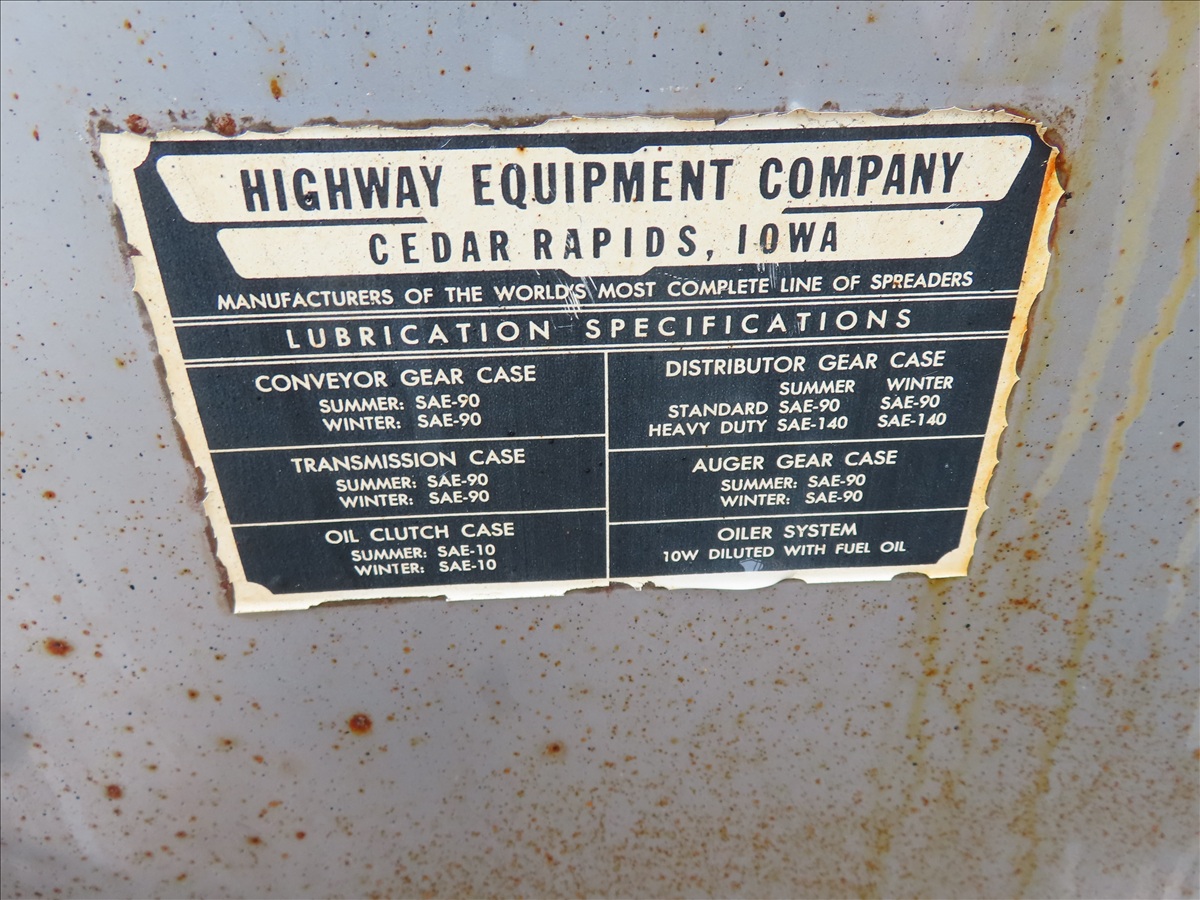 HIGHWAY EQUIPMENT COMPANY
CEDAR RAPIDS, IOWA
MANUFACTURERS OF THE WORLD'S MOST COMPLETE LINE OF SPREADERS
LUBRICATION SPECIFICATIONS
CONVEYOR GEAR CASE
SUMMER: SAE-90
WINTER: SAE-90
TRANSMISSION CASE
SUMMER: SAE-90
WINTER: SAE-90
OIL CLUTCH CASE
SUMMER: SAE-10
WINTER: SAE-10
DISTRIBUTOR GEAR CASE
SUMMER WINTER
STANDARD SAE-90 SAE-90
HEAVY DUTY SAE-140 SAE-140
AUGER GEAR CASE
SUMMER: SAE-90
WINTER: SAE-90
OILER SYSTEM
10W DILUTED WITH FUEL OIL